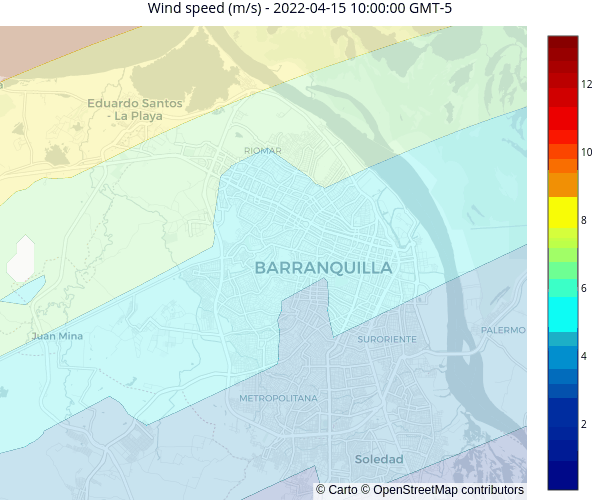 Wind speed (m/s) - 2022-04-15 10:00:00 GMT-5
Eduardo Santos
- La Playa
RIOMAR
BARRANQUILLA
Juan Mina
SURORIENTE
PALERMO
METROPOLITANA
Soledad
© Carto © OpenStreetMap contributors
12
10
8
6
4
2